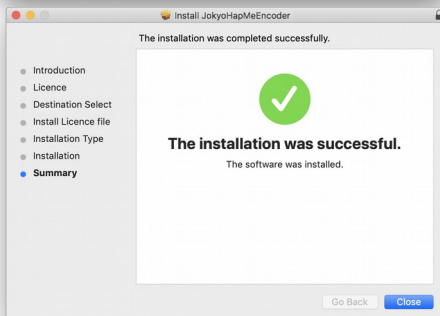 Install JokyoHapMeEncoder
The installation was completed successfully.
Introduction
Licence
Destination Select
Install Licence file
Installation Type
Installation
Summary
The installation was successful.
The software was installed.
Go Back
Close